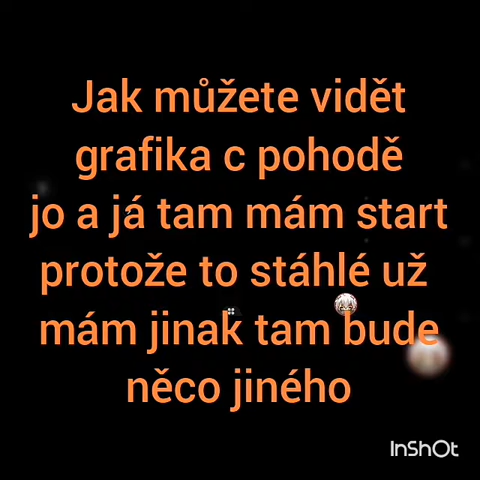 Jak můžete vidět
grafika c pohodě
jo a já tam mám start
protože to stáhlé už
mám jinak tam bude
něco jiného
InShOt